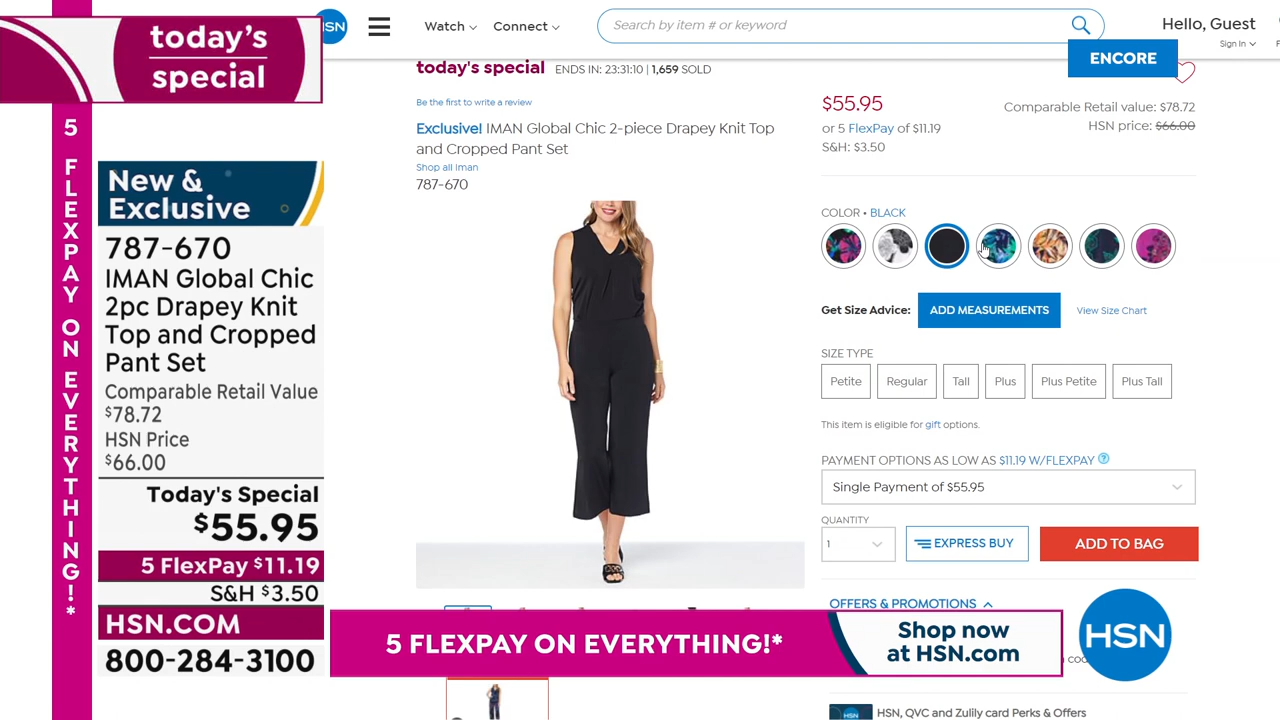 today's
special
5 FLEXPAY ON EVERYTHING!*
New &
Exclusive
787-670
IMAN Global Chic
2pc Drapey Knit
Top and Cropped
Pant Set
Comparable Retail Value
$78.72
HSN Price
$66.00
Today's Special
$55.95
5 FlexPay $11.19
S&H $3.50
HSN.COM
800-284-3100
HSN
Watch
Connect
Search by item # or keyword
Hello, Guest
Sign In
ENCORE
today's special ENDS IN: 23:31:10 | 1,659 SOLD
Be the first to write a review
Exclusive! IMAN Global Chic 2-piece Drapey Knit Top
and Cropped Pant Set
Shop all Iman
787-670
$55.95
or 5 FlexPay of $11.19
S&H: $3.50
Comparable Retail value: $78.72
HSN price: $66.00
COLOR • BLACK
Get Size Advice: ADD MEASUREMENTS View Size Chart
SIZE TYPE
Petite Regular Tall Plus Plus Petite Plus Tall
This item is eligible for gift options.
PAYMENT OPTIONS AS LOW AS $11.19 W/FLEXPAY ?
Single Payment of $55.95
QUANTITY
1
EXPRESS BUY
ADD TO BAG
OFFERS & PROMOTIONS
5 FLEXPAY ON EVERYTHING!*
Shop now
at HSN.com
HSN
HSN, QVC and Zulily card Perks & Offers